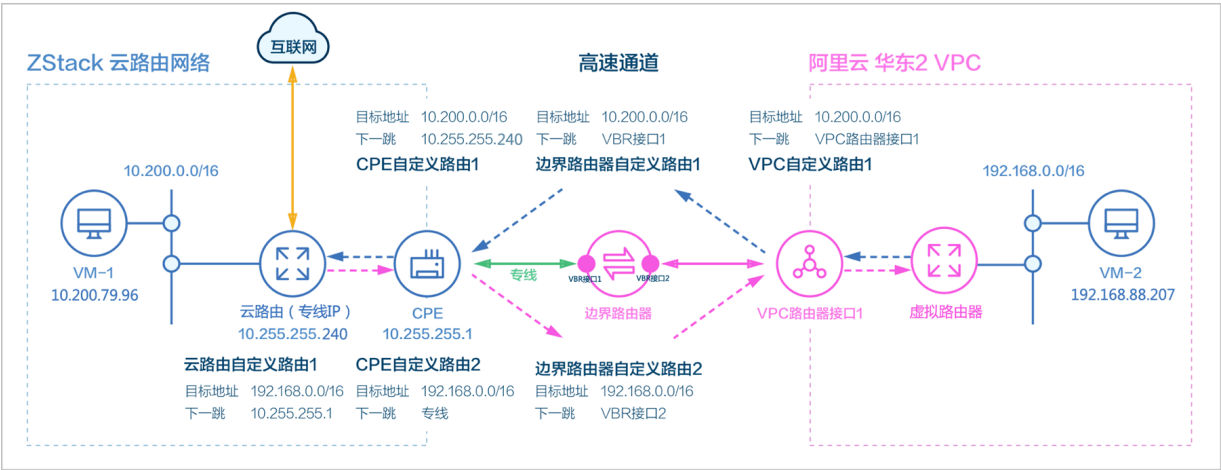 互联网
ZStack 云路由网络
高速通道
阿里云 华东2 VPC
目标地址 10.200.0.0/16
下一跳 10.255.255.240
CPE自定义路由1
目标地址 10.200.0.0/16
下一跳 VBR接口1
边界路由器自定义路由1
目标地址 10.200.0.0/16
下一跳 VPC路由器接口1
VPC自定义路由1
10.200.0.0/16
192.168.0.0/16
VM-1
10.200.79.96
云路由（专线IP）
10.255.255.240
CPE
10.255.255.1
专线
VBR接口1
VBR接口2
边界路由器
VPC路由器接口1
虚拟路由器
VM-2
192.168.88.207
云路由自定义路由1
目标地址 192.168.0.0/16
下一跳 10.255.255.1
CPE自定义路由2
目标地址 192.168.0.0/16
下一跳 专线
边界路由器自定义路由2
目标地址 192.168.0.0/16
下一跳 VBR接口2